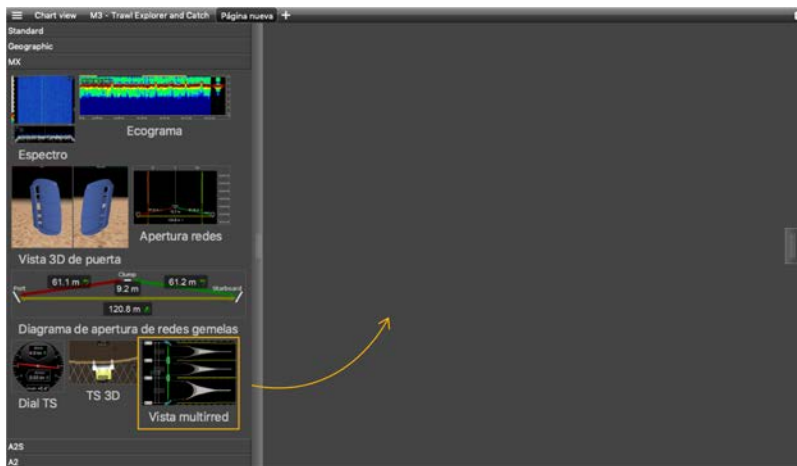 Chart view M3 - Trawl Explorer and Catch Página nueva +
Standard
Geographic
MX
Espectro
Ecograma
Vista 3D de puerta
Apertura redes
Port
61.1 m
Clump
9.2 m
61.2 m
Starboard
120.8 m
Diagrama de apertura de redes gemelas
Dial TS
TS 3D
Vista multirred
A2S
A2